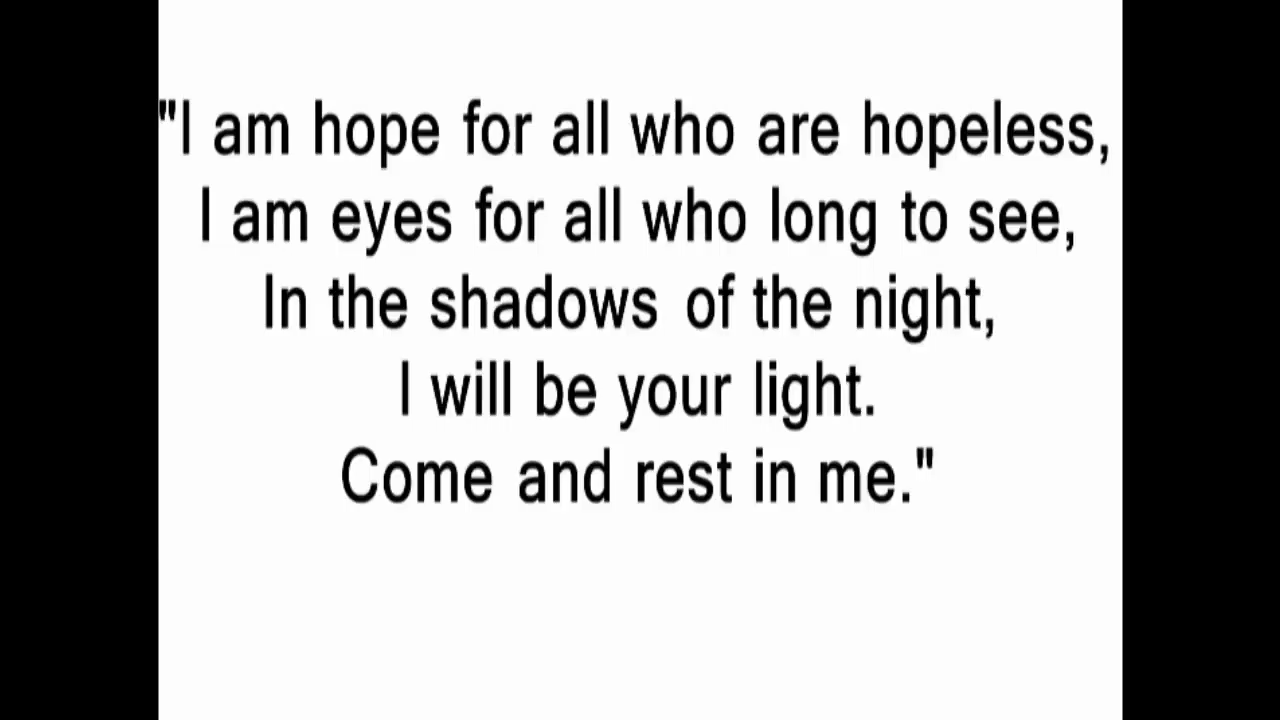 "I am hope for all who are hopeless,
I am eyes for all who long to see,
In the shadows of the night,
I will be your light.
Come and rest in me."